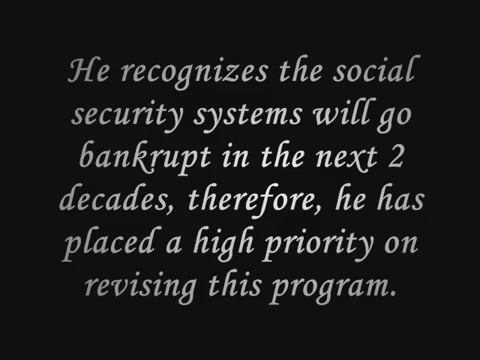 He recognizes the social
security systems will go
bankrupt in the next 2
decades, therefore, he has
placed a high priority on
revising this program.